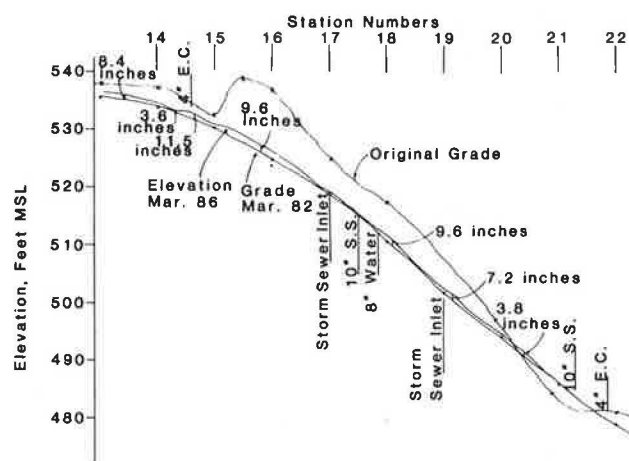 Station Numbers
14 15 16 17 18 19 20 21 22
Elevation, Feet MSL
540
530
520
510
500
490
480
8.4
inches
4" E.C.
3.6
inches
11.5
inches
9.6
inches
Original Grade
Elevation
Mar. 86
Grade
Mar. 82
Storm Sewer Inlet
10" S.S.
8" Water
9.6 inches
7.2 inches
3.8
inches
Storm
Sewer Inlet
10" S.S.
4" E.C.